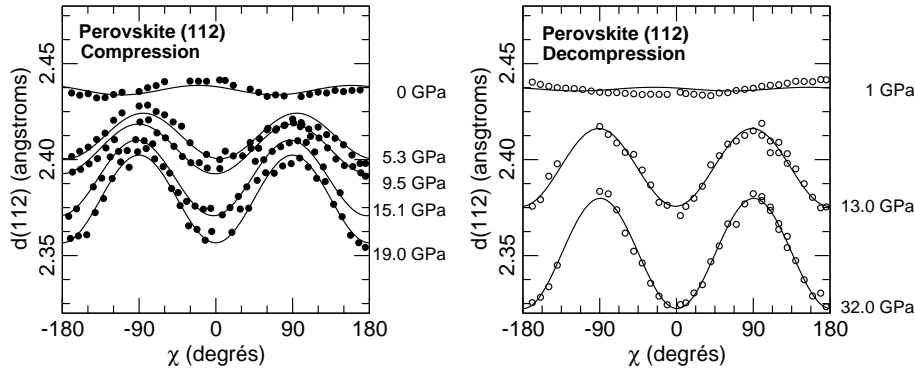 Perovskite (112)
Compression
d(112) (angstroms)
2.45
2.40
2.35
0 GPa
5.3 GPa
9.5 GPa
15.1 GPa
19.0 GPa
-180 -90 0 90 180
χ (degrés)
Perovskite (112)
Decompression
d(112) (angstroms)
2.45
2.40
2.35
1 GPa
13.0 GPa
32.0 GPa
-180 -90 0 90 180
χ (degrés)